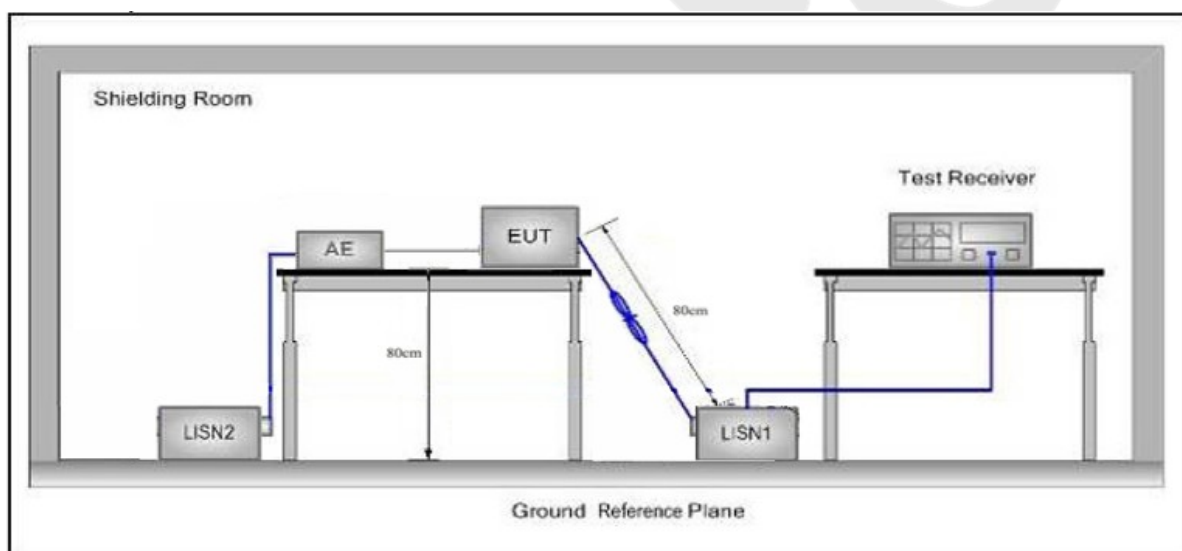 Shielding Room
Test Receiver
AE
EUT
80cm
80cm
LISN2
LISN1
Ground Reference Plane